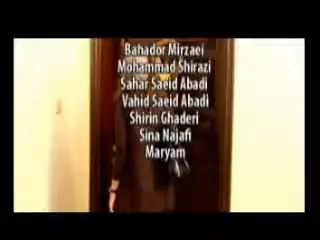 Bahador Mirzaei
Mohammad Shirazi
Sahar Saeid Abadi
Vahid Saeid Abadi
Shirin Ghaderi
Sina Najafi
Maryam